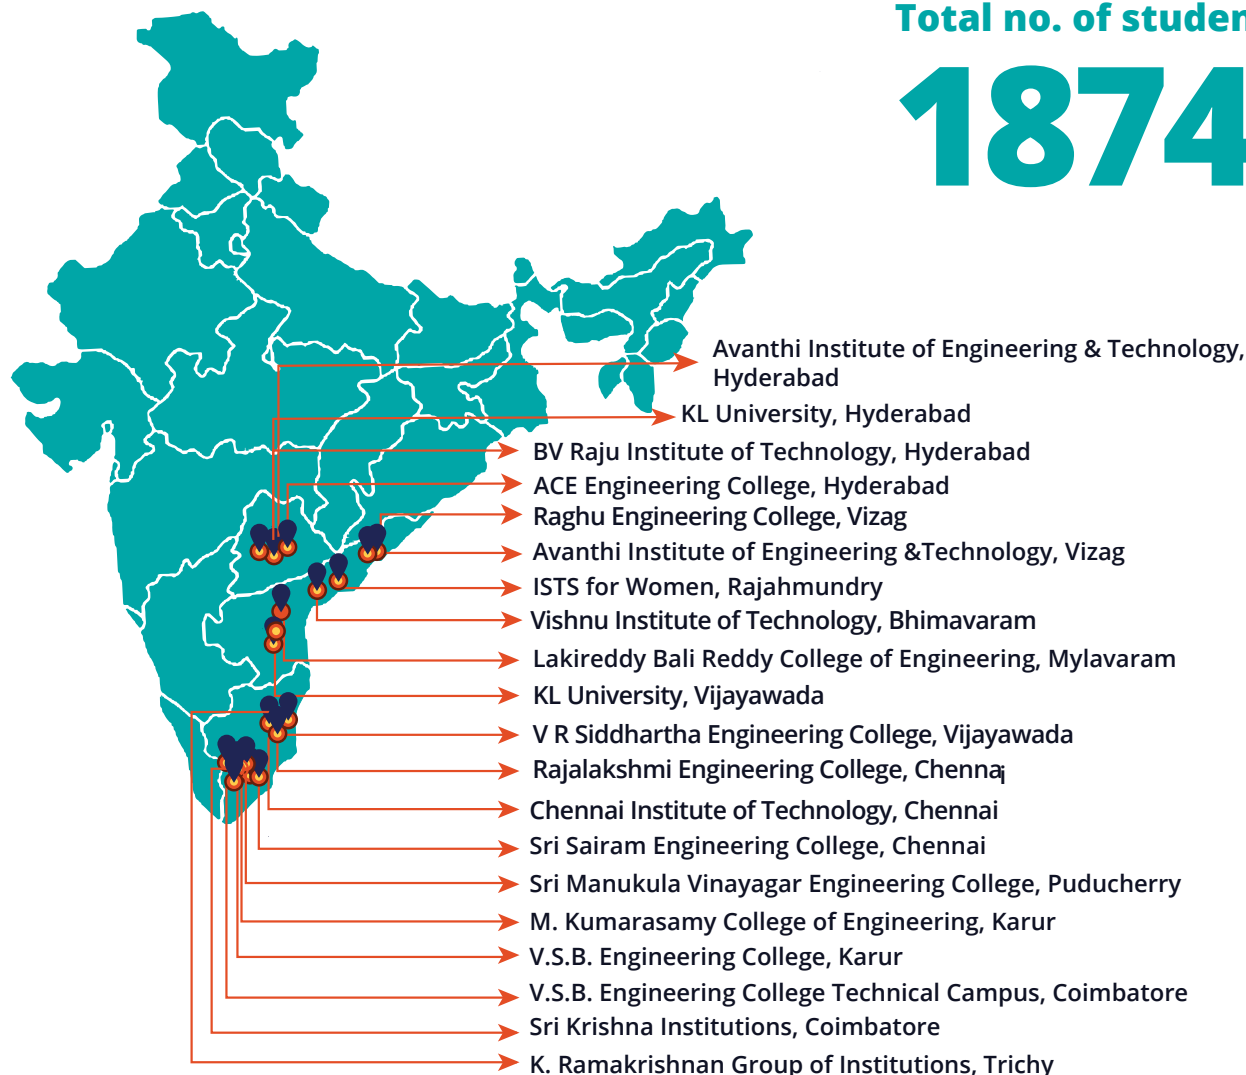 Total no. of studen
1874
Avanthi Institute of Engineering & Technology,
Hyderabad
KL University, Hyderabad
BV Raju Institute of Technology, Hyderabad
ACE Engineering College, Hyderabad
Raghu Engineering College, Vizag
Avanthi Institute of Engineering &Technology, Vizag
ISTS for Women, Rajahmundry
Vishnu Institute of Technology, Bhimavaram
Lakireddy Bali Reddy College of Engineering, Mylavaram
KL University, Vijayawada
V R Siddhartha Engineering College, Vijayawada
Rajalakshmi Engineering College, Chennai
Chennai Institute of Technology, Chennai
Sri Sairam Engineering College, Chennai
Sri Manukula Vinayagar Engineering College, Puducherry
M. Kumarasamy College of Engineering, Karur
V.S.B. Engineering College, Karur
V.S.B. Engineering College Technical Campus, Coimbatore
Sri Krishna Institutions, Coimbatore
K. Ramakrishnan Group of Institutions, Trichy